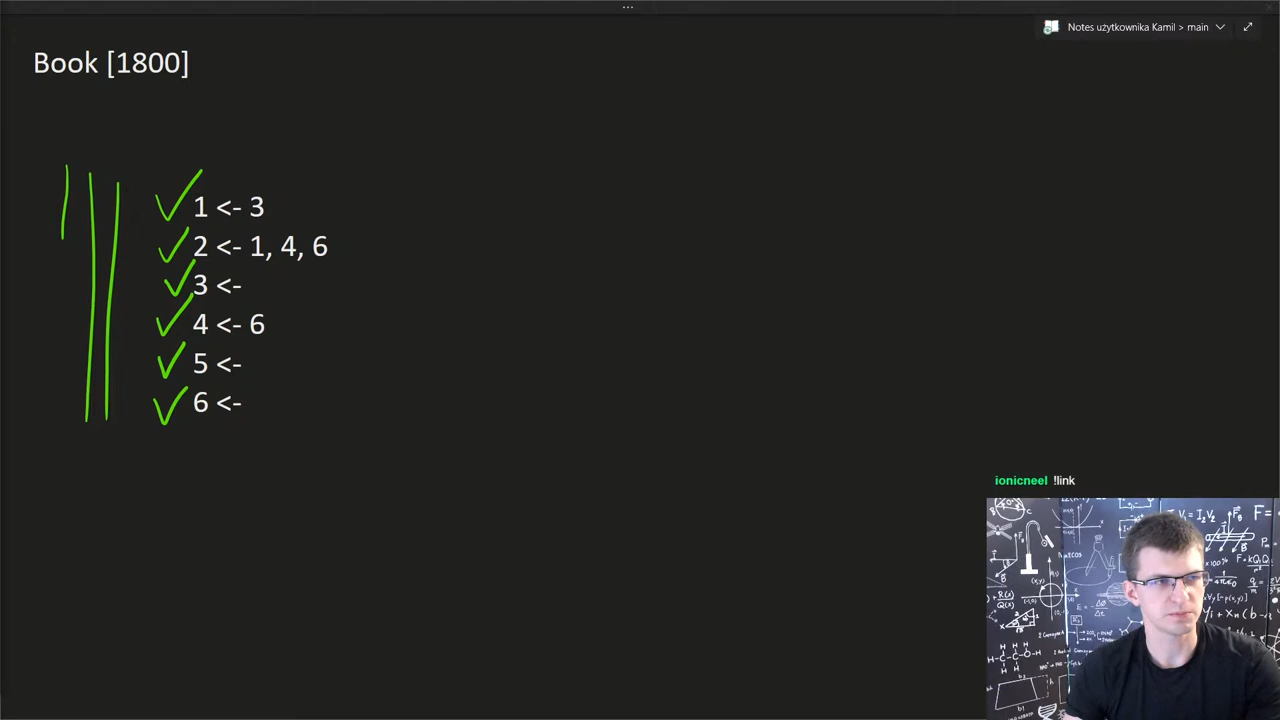 Notes użytkownika Kamil > main
Book [1800]
1 <- 3
2 <- 1, 4, 6
3 <-
4 <- 6
5 <-
6 <-
ionicneel !link